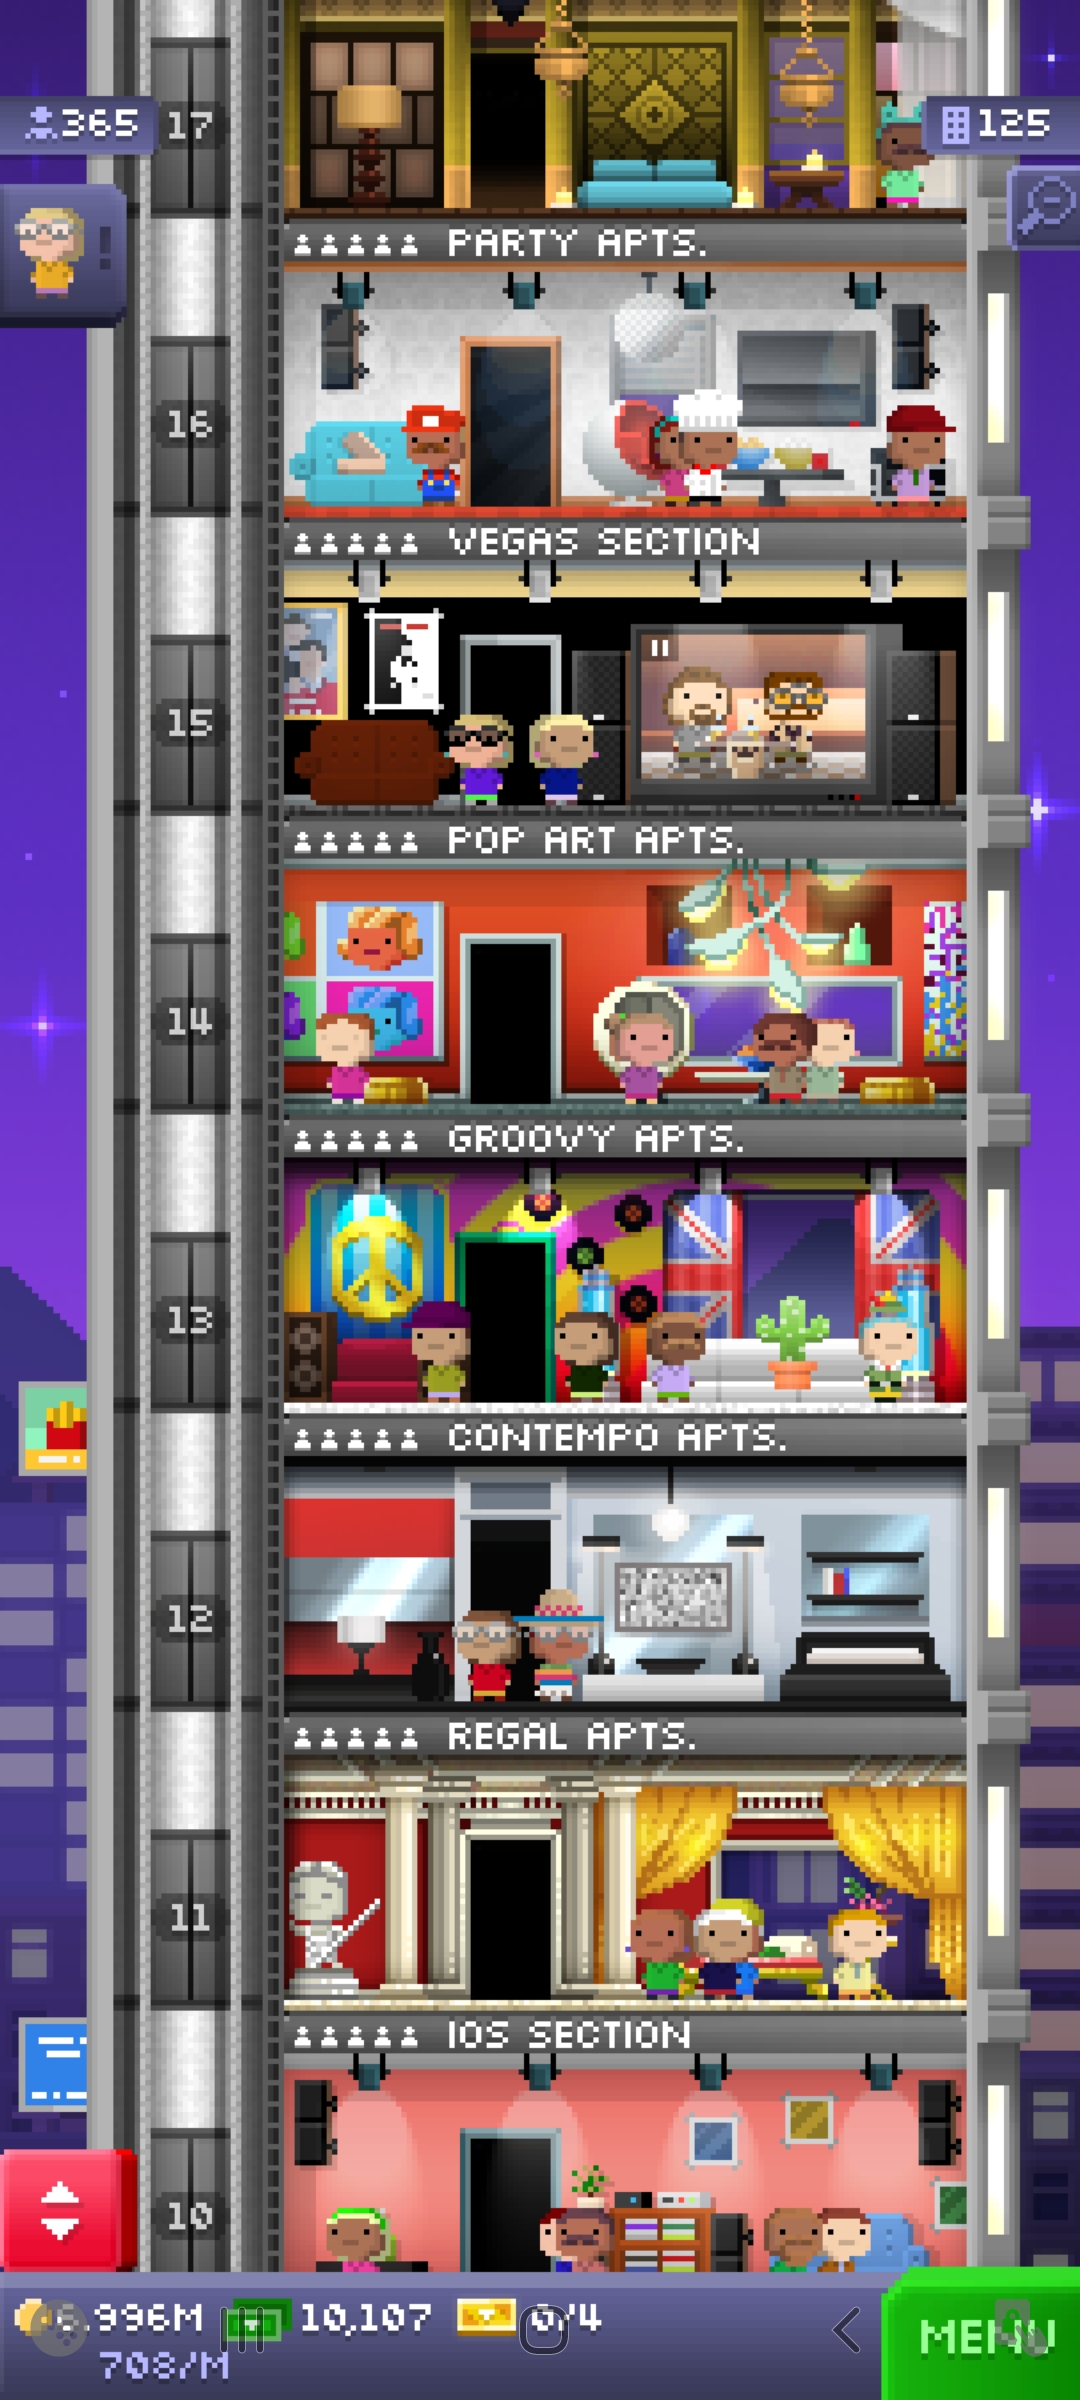 365
17
125
PARTY APTS.
16
VEGAS SECTION
15
POP ART APTS.
14
GROOVY APTS.
13
CONTEMPO APTS.
12
REGAL APTS.
11
IOS SECTION
10
6.996M 10,107 0/4
708/M
MENU